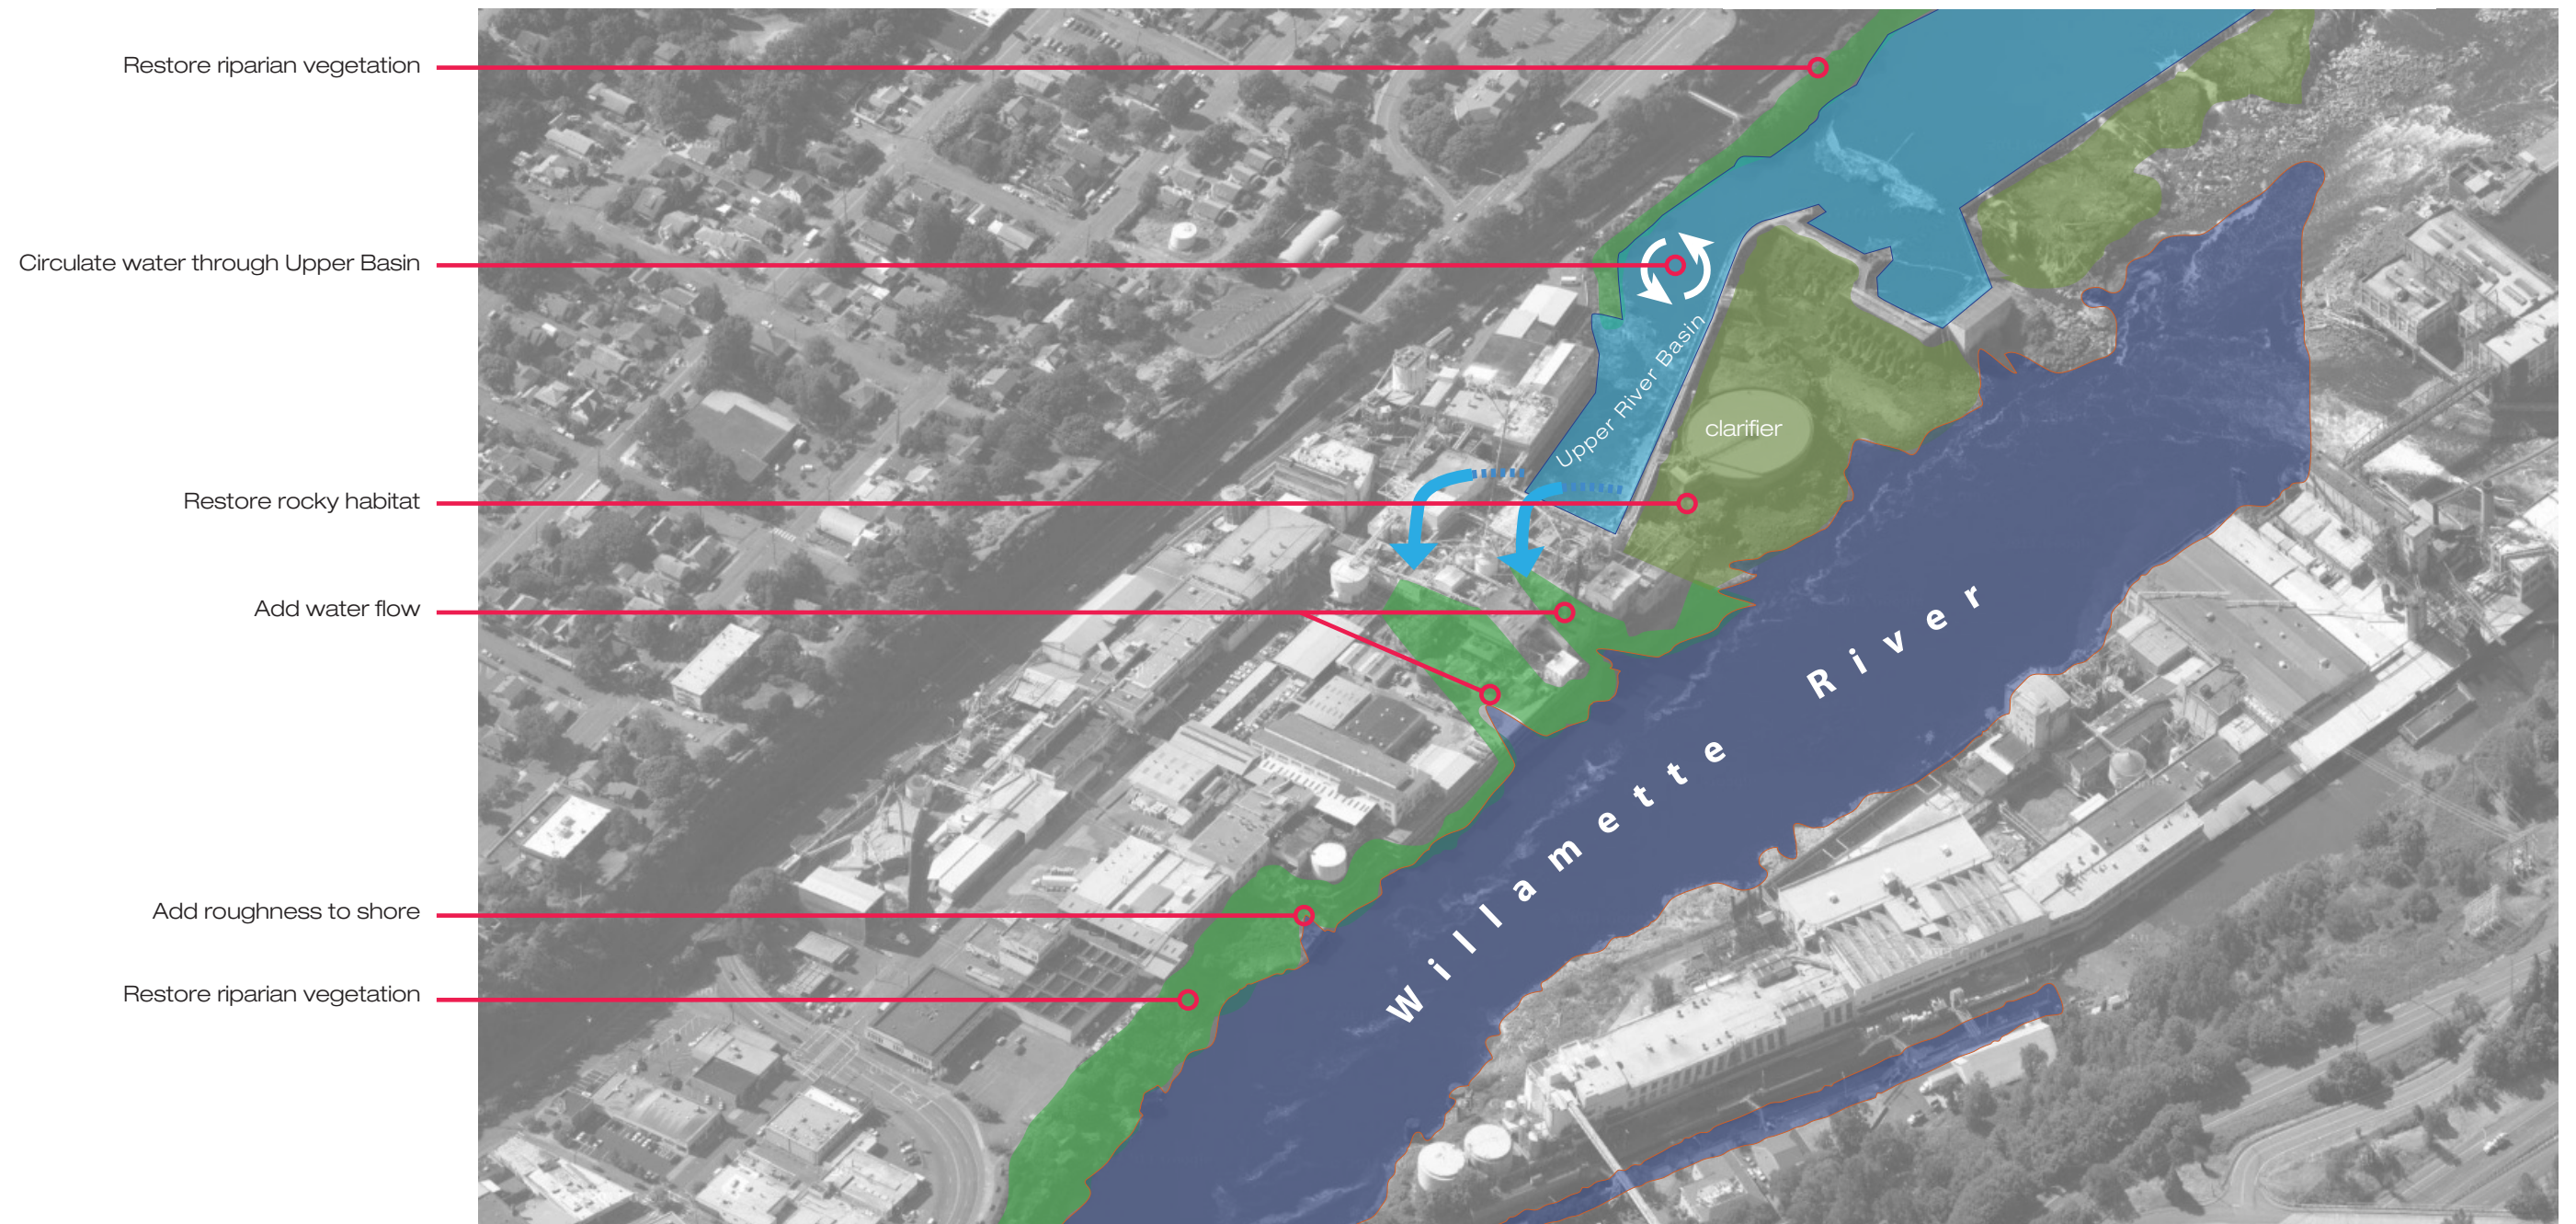 Restore riparian vegetation
Circulate water through Upper Basin
Upper River Basin
clarifier
Restore rocky habitat
Add water flow
Willamette River
Add roughness to shore
Restore riparian vegetation